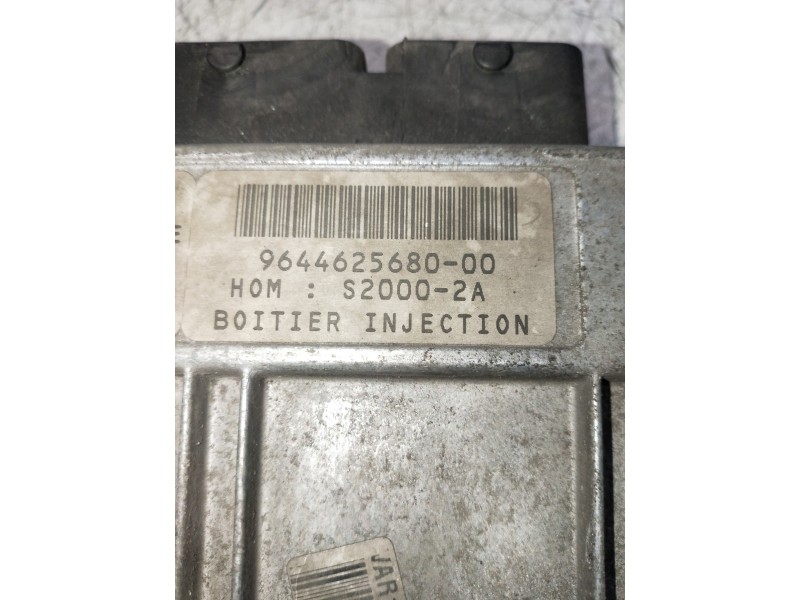 9644625680-00
HOM : S2000-2A
BOITIER INJECTION
JAR